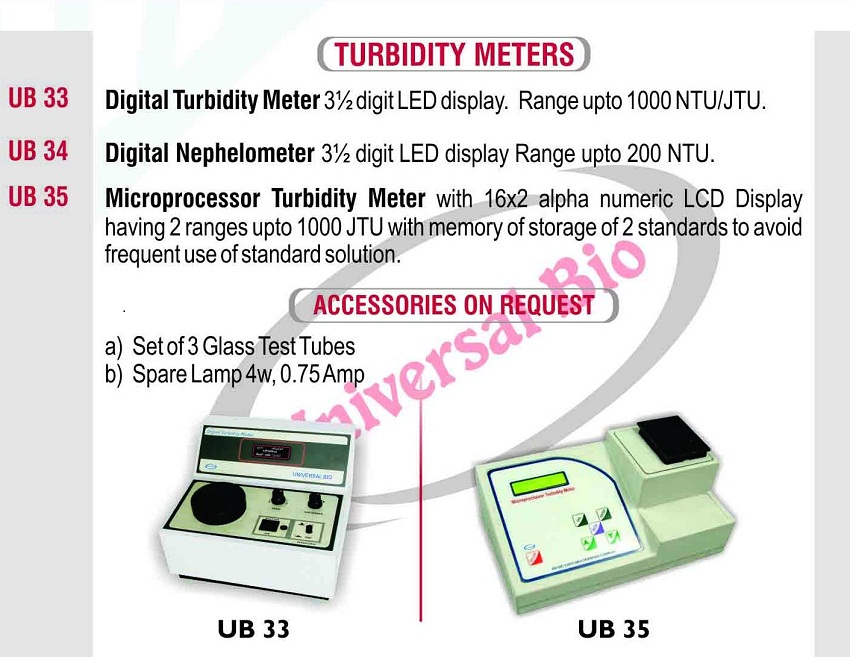 TURBIDITY METERS
UB 33 Digital Turbidity Meter 3½ digit LED display. Range upto 1000 NTU/JTU.
UB 34 Digital Nephelometer 3½ digit LED display Range upto 200 NTU.
UB 35 Microprocessor Turbidity Meter with 16x2 alpha numeric LCD Display
having 2 ranges upto 1000 JTU with memory of storage of 2 standards to avoid
frequent use of standard solution.
Universal Bio
ACCESSORIES ON REQUEST
a) Set of 3 Glass Test Tubes
b) Spare Lamp 4w, 0.75 Amp
Digital Turbidity Meter
UNIVERSAL BIO
Microprocessor Turbidity Meter
UB 33
UB 35